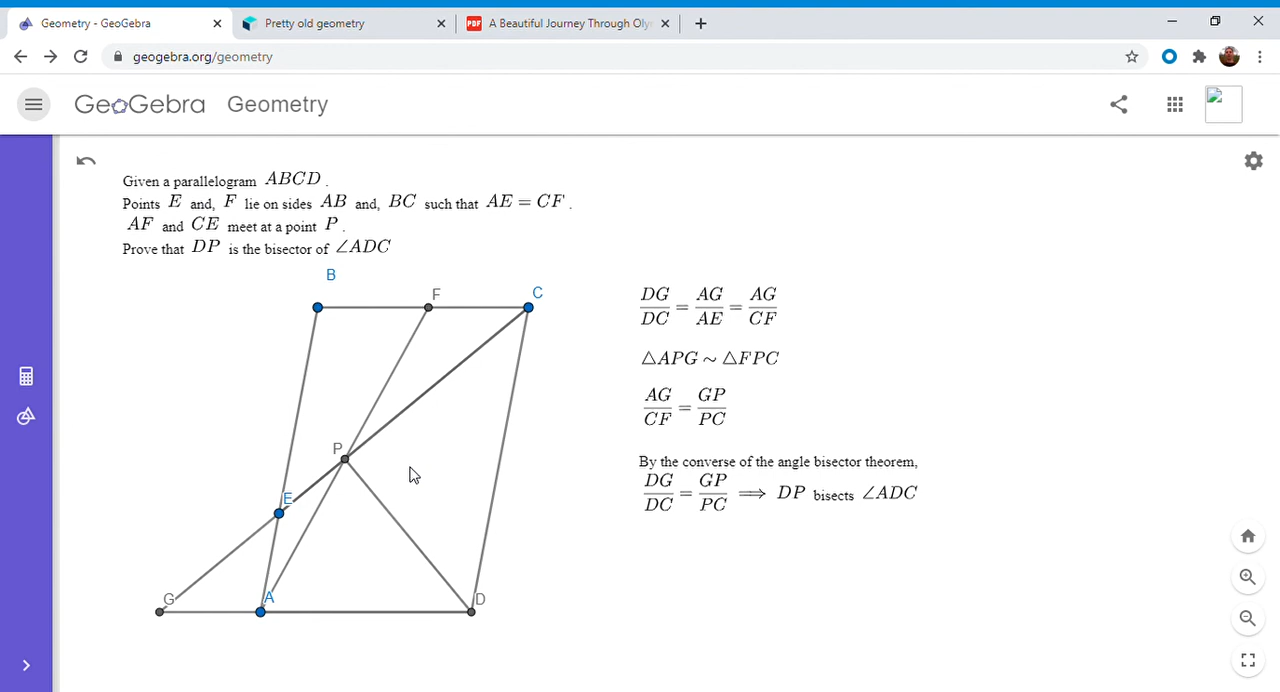 Geometry - GeoGebra
Pretty old geometry
PDF A Beautiful Journey Through Oly
geogebra.org/geometry
GeoGebra Geometry
Given a parallelogram ABCD .
Points E and, F lie on sides AB and, BC such that AE = CF .
AF and CE meet at a point P .
Prove that DP is the bisector of ∠ADC
B
F
C
P
E
G
A
D
DG/DC = AG/AE = AG/CF
△APG ~ △FPC
AG/CF = GP/PC
By the converse of the angle bisector theorem,
DG/DC = GP/PC ⟹ DP bisects ∠ADC